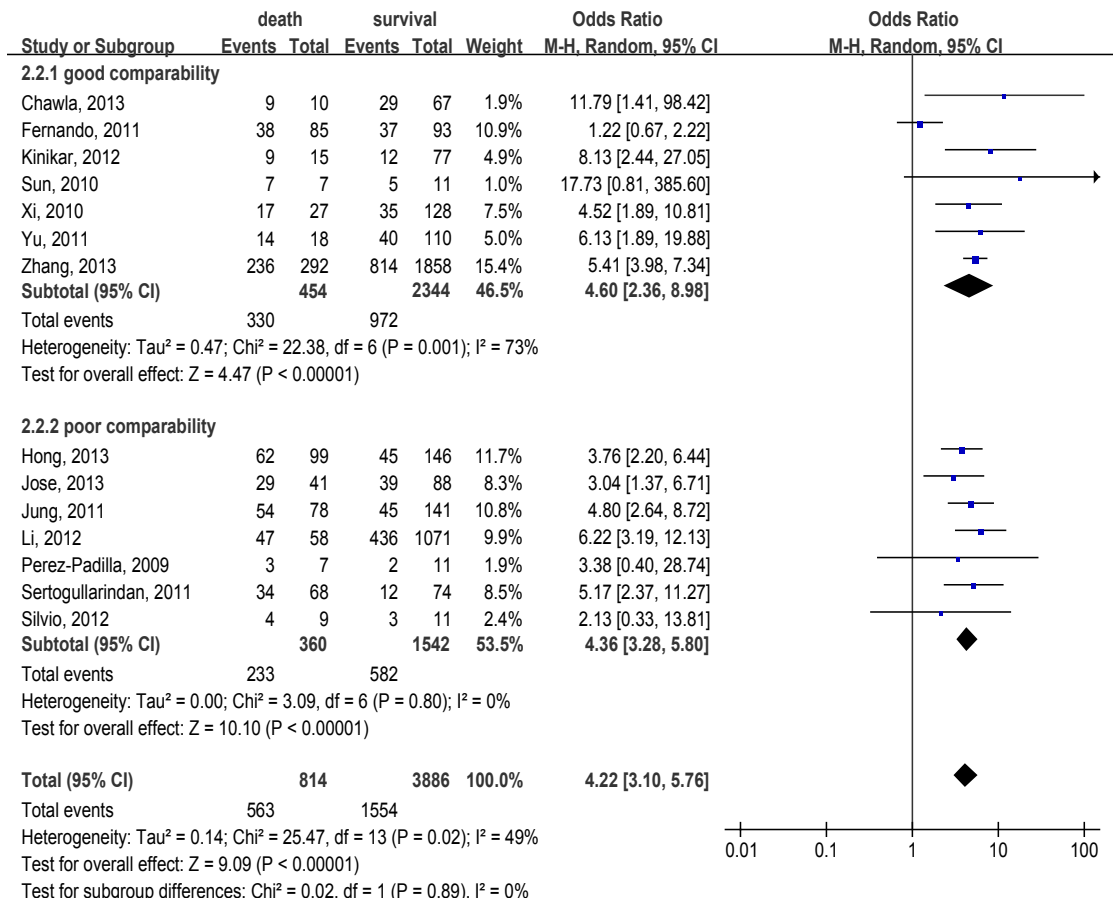 death survival Odds Ratio Odds Ratio
Study or Subgroup Events Total Events Total Weight M-H, Random, 95% CI M-H, Random, 95% CI
2.2.1 good comparability
Chawla, 2013 9 10 29 67 1.9% 11.79 [1.41, 98.42]
Fernando, 2011 38 85 37 93 10.9% 1.22 [0.67, 2.22]
Kinikar, 2012 9 15 12 77 4.9% 8.13 [2.44, 27.05]
Sun, 2010 7 7 5 11 1.0% 17.73 [0.81, 385.60]
Xi, 2010 17 27 35 128 7.5% 4.52 [1.89, 10.81]
Yu, 2011 14 18 40 110 5.0% 6.13 [1.89, 19.88]
Zhang, 2013 236 292 814 1858 15.4% 5.41 [3.98, 7.34]
Subtotal (95% CI) 454 2344 46.5% 4.60 [2.36, 8.98]
Total events 330 972
Heterogeneity: Tau² = 0.47; Chi² = 22.38, df = 6 (P = 0.001); I² = 73%
Test for overall effect: Z = 4.47 (P < 0.00001)
2.2.2 poor comparability
Hong, 2013 62 99 45 146 11.7% 3.76 [2.20, 6.44]
Jose, 2013 29 41 39 88 8.3% 3.04 [1.37, 6.71]
Jung, 2011 54 78 45 141 10.8% 4.80 [2.64, 8.72]
Li, 2012 47 58 436 1071 9.9% 6.22 [3.19, 12.13]
Perez-Padilla, 2009 3 7 2 11 1.9% 3.38 [0.40, 28.74]
Sertogullarindan, 2011 34 68 12 74 8.5% 5.17 [2.37, 11.27]
Silvio, 2012 4 9 3 11 2.4% 2.13 [0.33, 13.81]
Subtotal (95% CI) 360 1542 53.5% 4.36 [3.28, 5.80]
Total events 233 582
Heterogeneity: Tau² = 0.00; Chi² = 3.09, df = 6 (P = 0.80); I² = 0%
Test for overall effect: Z = 10.10 (P < 0.00001)
Total (95% CI) 814 3886 100.0% 4.22 [3.10, 5.76]
Total events 563 1554
Heterogeneity: Tau² = 0.14; Chi² = 25.47, df = 13 (P = 0.02); I² = 49%
Test for overall effect: Z = 9.09 (P < 0.00001)
Test for subgroup differences: Chi² = 0.02, df = 1 (P = 0.89), I² = 0%
0.01 0.1 1 10 100